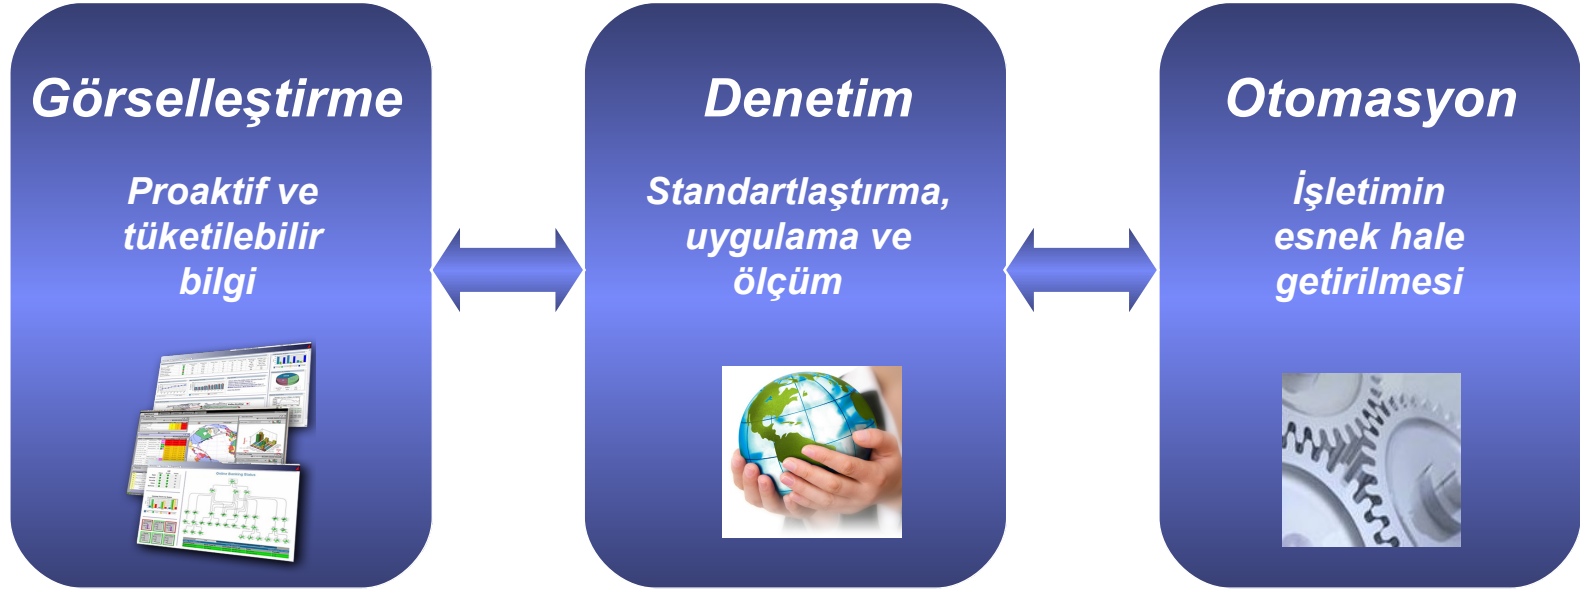 Görselleştirme
Proaktif ve
tüketilebilir
bilgi
Denetim
Standartlaştırma,
uygulama ve
ölçüm
Otomasyon
İşletimin
esnek hale
getirilmesi